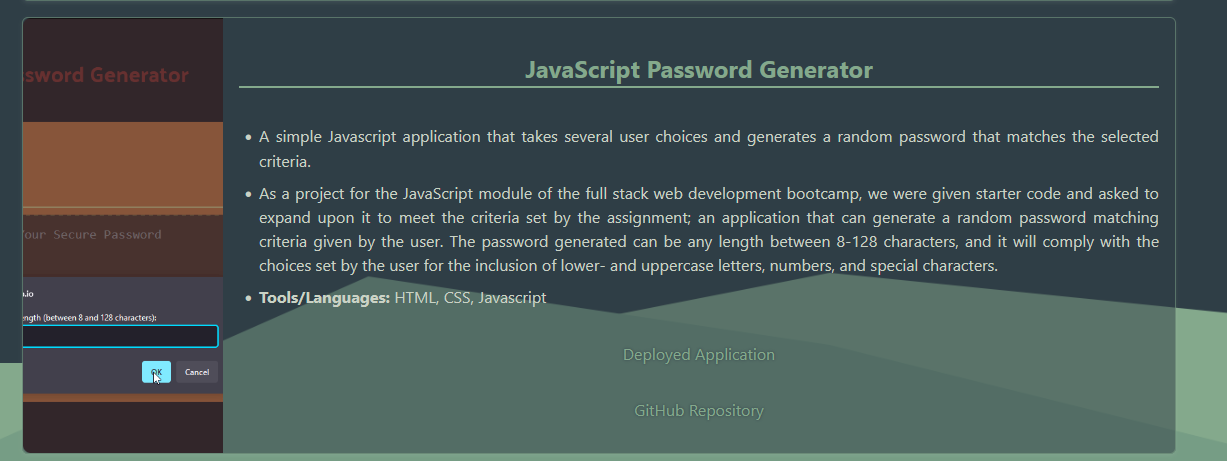 sword Generator
our Secure Password
.io
ength (between 8 and 128 characters):
OK
Cancel
JavaScript Password Generator
• A simple Javascript application that takes several user choices and generates a random password that matches the selected
criteria.
• As a project for the JavaScript module of the full stack web development bootcamp, we were given starter code and asked to
expand upon it to meet the criteria set by the assignment; an application that can generate a random password matching
criteria given by the user. The password generated can be any length between 8-128 characters, and it will comply with the
choices set by the user for the inclusion of lower- and uppercase letters, numbers, and special characters.
• Tools/Languages: HTML, CSS, Javascript
Deployed Application
GitHub Repository